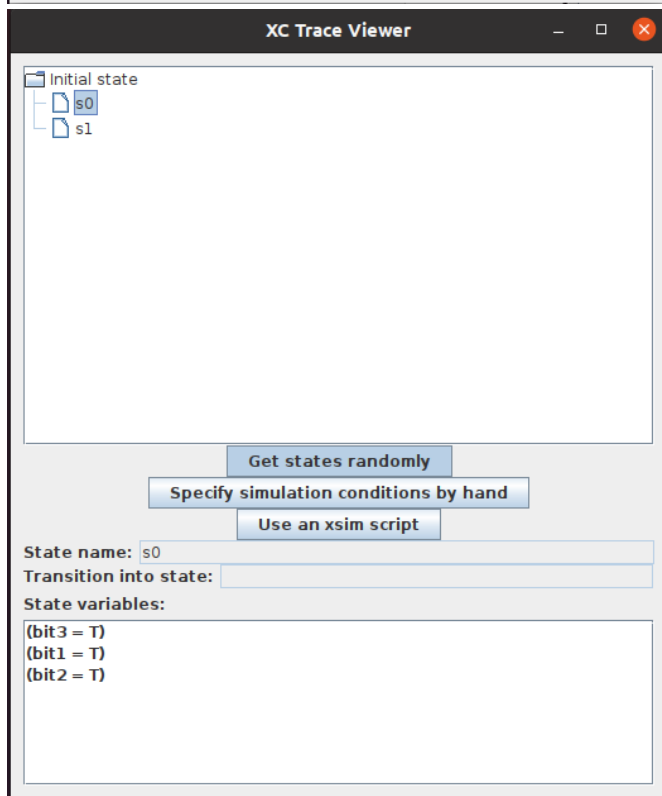 XC Trace Viewer
Initial state
s0
s1
Get states randomly
Specify simulation conditions by hand
Use an xsim script
State name: s0
Transition into state:
State variables:
(bit3 = T)
(bit1 = T)
(bit2 = T)